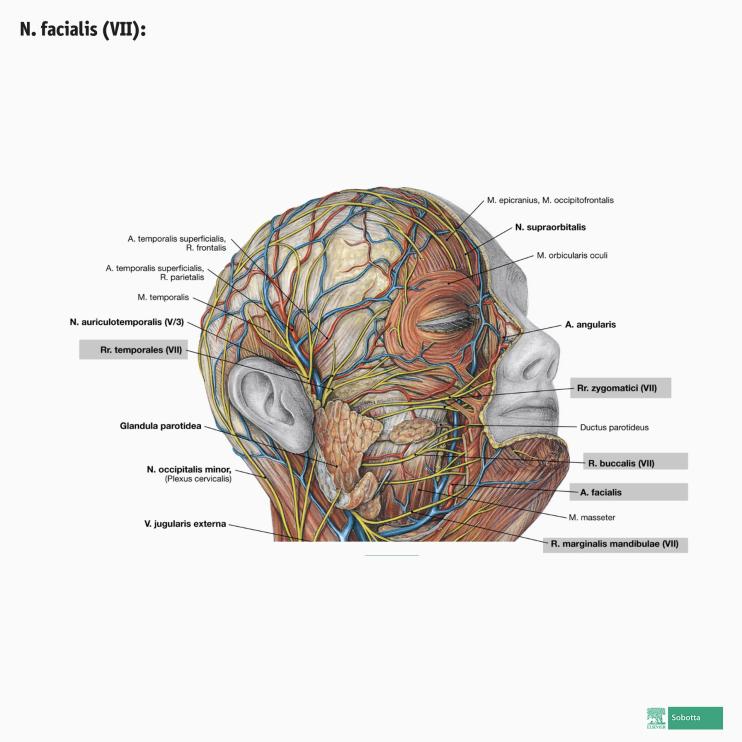 N. facialis (VII):
M. epicranius, M. occipitofrontalis
N. supraorbitalis
M. orbicularis oculi
A. angularis
Rr. zygomatici (VII)
Ductus parotideus
R. buccalis (VII)
A. facialis
M. masseter
R. marginalis mandibulae (VII)
A. temporalis superficialis,
R. frontalis
A. temporalis superficialis,
R. parietalis
M. temporalis
N. auriculotemporalis (V/3)
Rr. temporales (VII)
Glandula parotidea
N. occipitalis minor,
(Plexus cervicalis)
V. jugularis externa
ELSEVIER
Sobotta